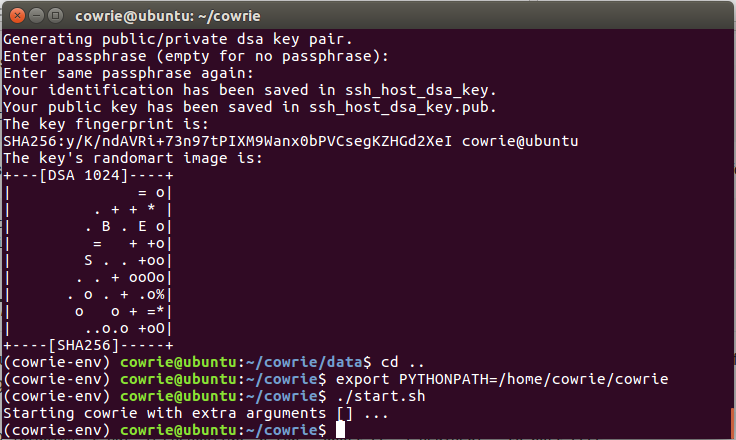 cowrie@ubuntu: ~/cowrie
Generating public/private dsa key pair.
Enter passphrase (empty for no passphrase):
Enter same passphrase again:
Your identification has been saved in ssh_host_dsa_key.
Your public key has been saved in ssh_host_dsa_key.pub.
The key fingerprint is:
SHA256:y/K/ndAVRi+73n97tPIXM9Wanx0bPVCsegKZHGd2XeI cowrie@ubuntu
The key's randomart image is:
+---[DSA 1024]----+
|               = o|
|          . + + * |
|         . B . E o|
|          =   + +o|
|         S . . +oo|
|        . . + ooOo|
|       . o . + .o%|
|        o   o + =*|
|         ..o.o +oO|
+----[SHA256]-----+
(cowrie-env) cowrie@ubuntu:~/cowrie/data$ cd ..
(cowrie-env) cowrie@ubuntu:~/cowrie$ export PYTHONPATH=/home/cowrie/cowrie
(cowrie-env) cowrie@ubuntu:~/cowrie$ ./start.sh
Starting cowrie with extra arguments [] ...
(cowrie-env) cowrie@ubuntu:~/cowrie$